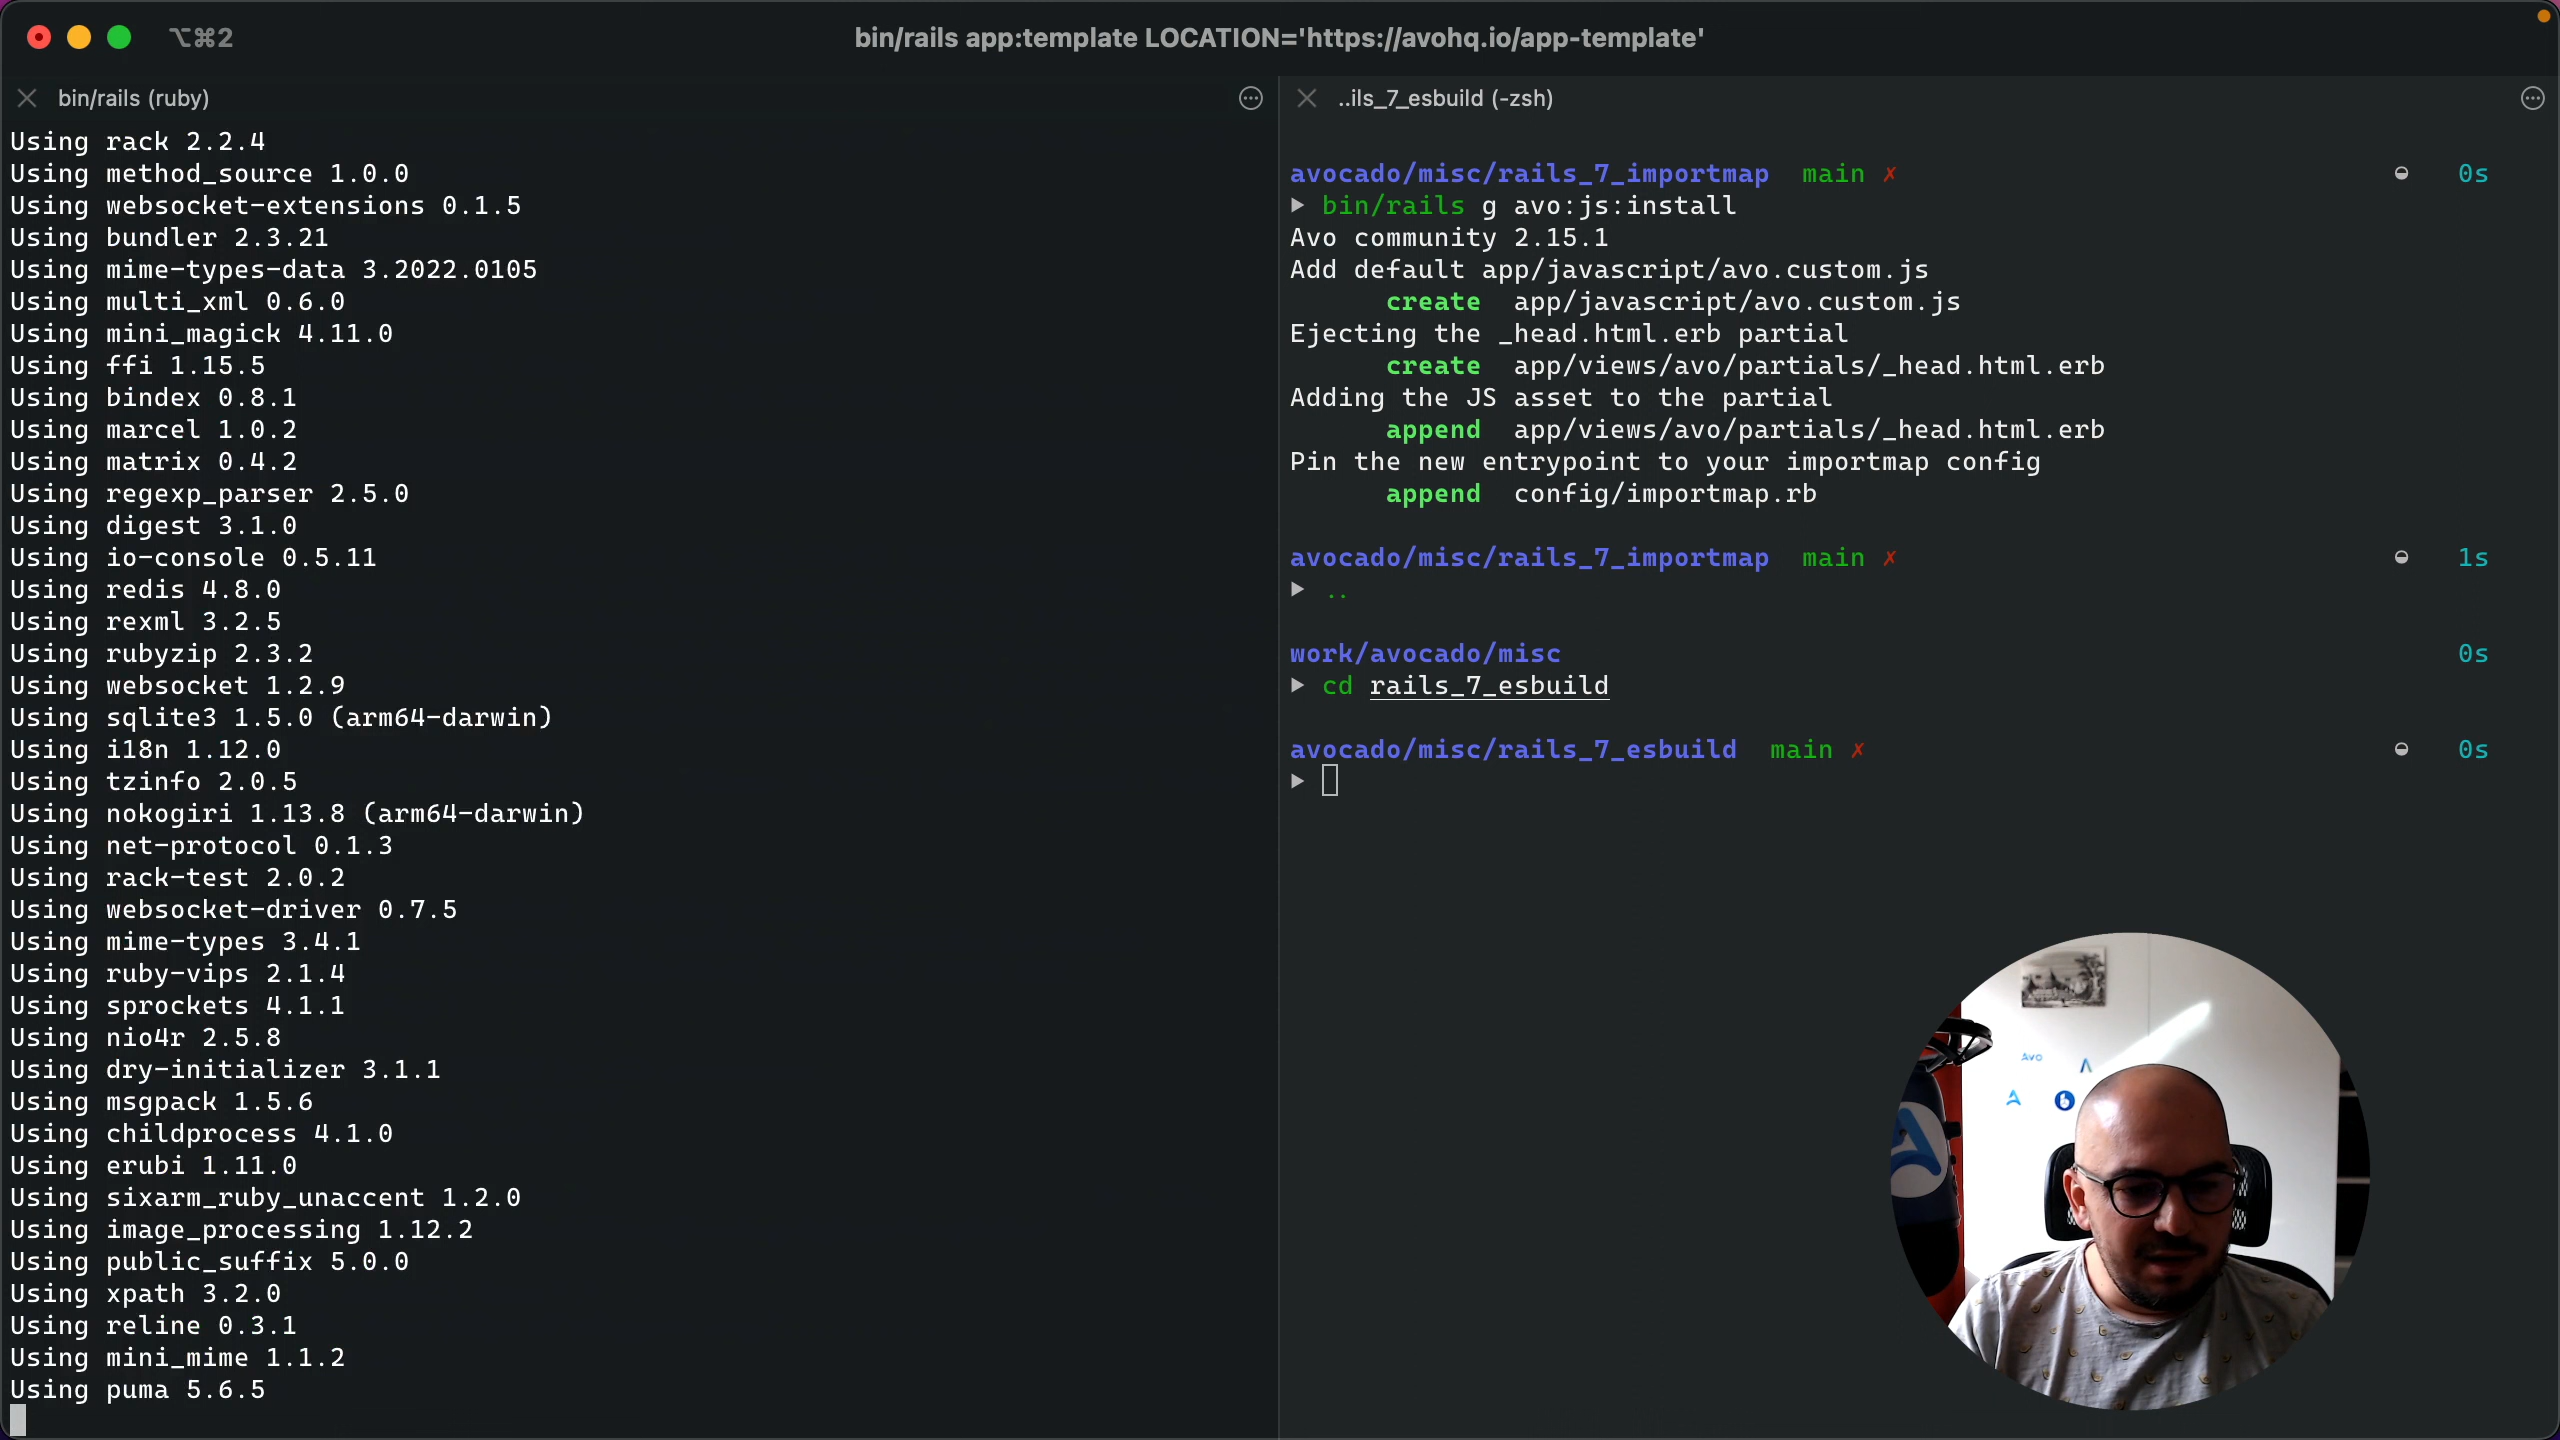 ⌥⌘2
bin/rails app:template LOCATION='https://avohq.io/app-template'
bin/rails (ruby)
Using rack 2.2.4
Using method_source 1.0.0
Using websocket-extensions 0.1.5
Using bundler 2.3.21
Using mime-types-data 3.2022.0105
Using multi_xml 0.6.0
Using mini_magick 4.11.0
Using ffi 1.15.5
Using bindex 0.8.1
Using marcel 1.0.2
Using matrix 0.4.2
Using regexp_parser 2.5.0
Using digest 3.1.0
Using io-console 0.5.11
Using redis 4.8.0
Using rexml 3.2.5
Using rubyzip 2.3.2
Using websocket 1.2.9
Using sqlite3 1.5.0 (arm64-darwin)
Using i18n 1.12.0
Using tzinfo 2.0.5
Using nokogiri 1.13.8 (arm64-darwin)
Using net-protocol 0.1.3
Using rack-test 2.0.2
Using websocket-driver 0.7.5
Using mime-types 3.4.1
Using ruby-vips 2.1.4
Using sprockets 4.1.1
Using nio4r 2.5.8
Using dry-initializer 3.1.1
Using msgpack 1.5.6
Using childprocess 4.1.0
Using erubi 1.11.0
Using sixarm_ruby_unaccent 1.2.0
Using image_processing 1.12.2
Using public_suffix 5.0.0
Using xpath 3.2.0
Using reline 0.3.1
Using mini_mime 1.1.2
Using puma 5.6.5
..ils_7_esbuild (-zsh)
avocado/misc/rails_7_importmap main ✗ 0s
▶ bin/rails g avo:js:install
Avo community 2.15.1
Add default app/javascript/avo.custom.js
create app/javascript/avo.custom.js
Ejecting the _head.html.erb partial
create app/views/avo/partials/_head.html.erb
Adding the JS asset to the partial
append app/views/avo/partials/_head.html.erb
Pin the new entrypoint to your importmap config
append config/importmap.rb
avocado/misc/rails_7_importmap main ✗ 1s
▶ ..
work/avocado/misc 0s
▶ cd rails_7_esbuild
avocado/misc/rails_7_esbuild main ✗ 0s
▶
Avo